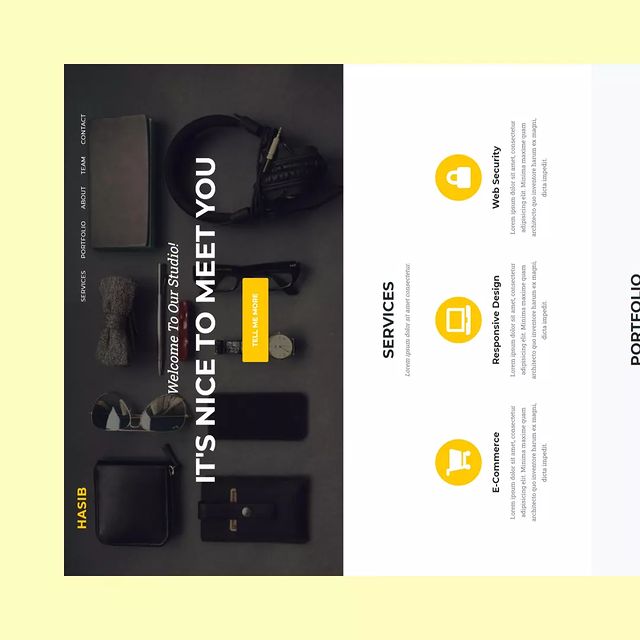 HASIB
SERVICES PORTFOLIO ABOUT TEAM CONTACT
Welcome To Our Studio!
IT'S NICE TO MEET YOU
TELL ME MORE
SERVICES
Lorem ipsum dolor sit amet consectetur.
E-Commerce
Lorem ipsum dolor sit amet, consectetur
adipisicing elit. Minima maxime quam
architecto quo inventore harum ex magni,
dicta impedit.
Responsive Design
Lorem ipsum dolor sit amet, consectetur
adipisicing elit. Minima maxime quam
architecto quo inventore harum ex magni,
dicta impedit.
Web Security
Lorem ipsum dolor sit amet, consectetur
adipisicing elit. Minima maxime quam
architecto quo inventore harum ex magni,
dicta impedit.
PORTFOLIO